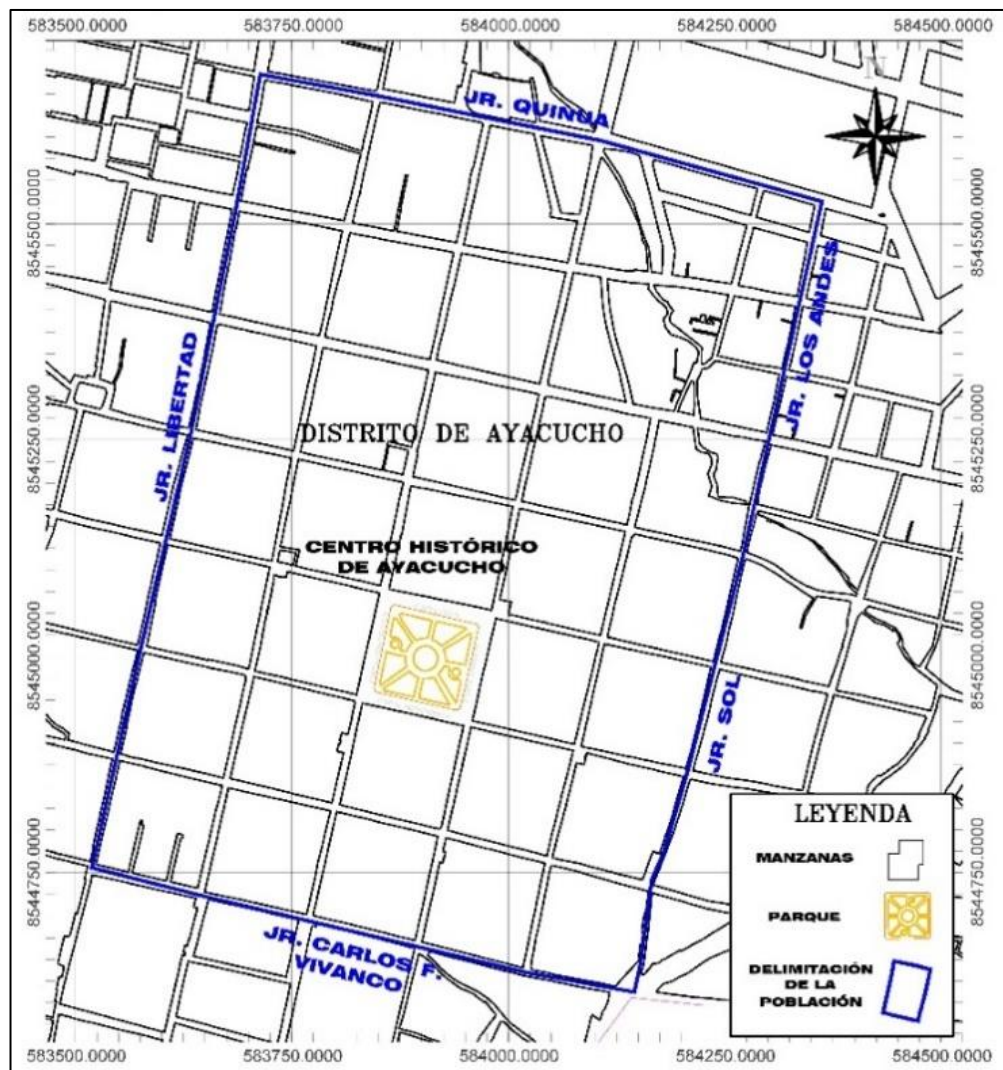 583500.0000 583750.0000 584000.0000 584250.0000 584500.0000
N
JR. QUINUA
8545500.0000
8545500.0000
JR. LOS ANDES
JR. LIBERTAD
8545250.0000
8545250.0000
DISTRITO DE AYACUCHO
CENTRO HISTÓRICO
DE AYACUCHO
8545000.0000
8545000.0000
JR. SOL
8544750.0000
8544750.0000
JR. CARLOS F.
VIVANCO
LEYENDA
MANZANAS
PARQUE
DELIMITACIÓN
DE LA
POBLACIÓN
583500.0000 583750.0000 584000.0000 584250.0000 584500.0000